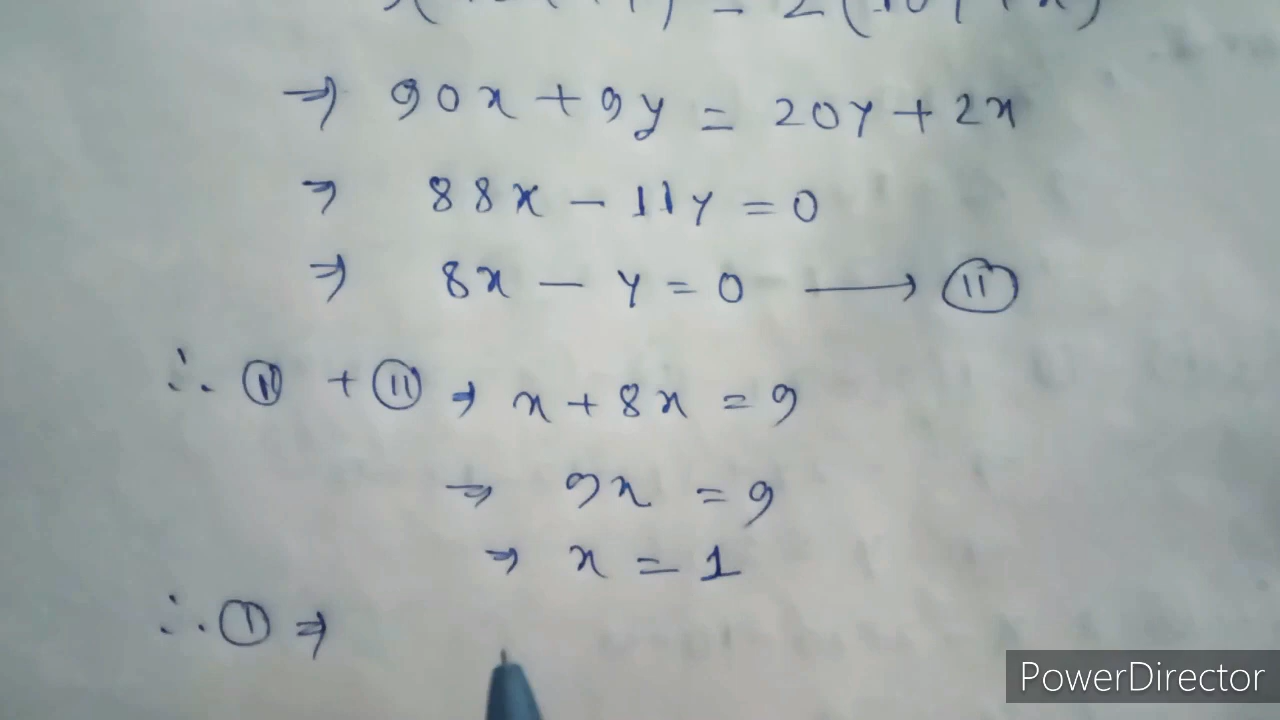 ⇒ 90x + 9y = 20y + 2x
⇒ 88x - 11y = 0
⇒ 8x - y = 0 ⟶ (II)
+ (II) ⇒ x + 8x = 9
⇒ 9x = 9
⇒ x = 1
∴ (I) ⇒
PowerDirector